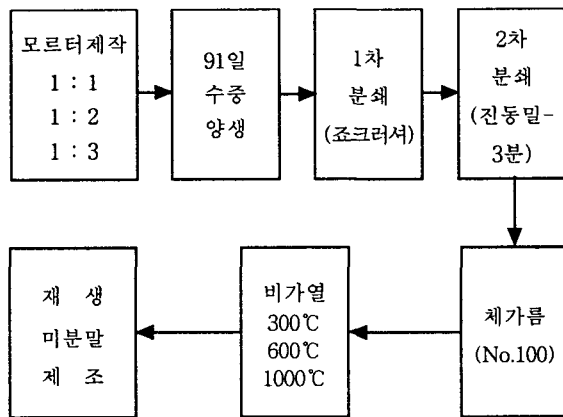 모르터제작
1 : 1
1 : 2
1 : 3
91일
수중
양생
1차
분쇄
(죠크러셔)
2차
분쇄
(진동밀-
3분)
체가름
(No.100)
비가열
300℃
600℃
1000℃
재 생
미분말
제 조